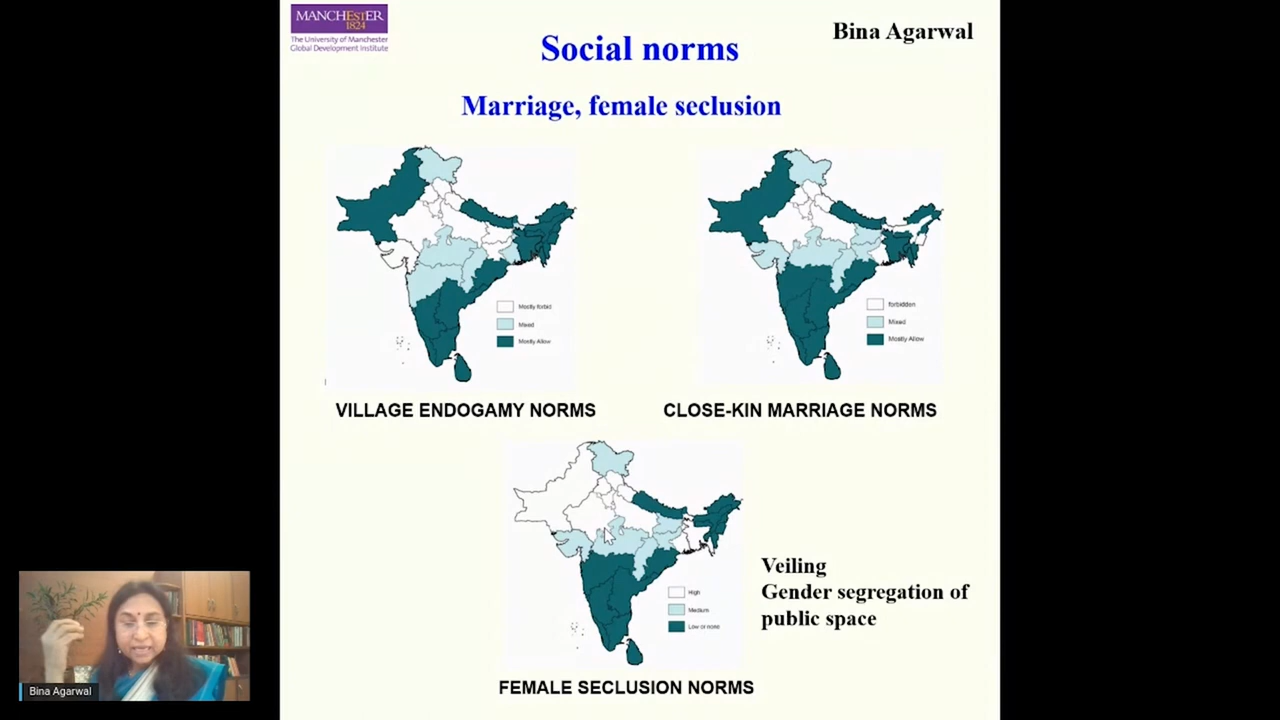 MANCHESTER
1824
The University of Manchester
Global Development Institute
Bina Agarwal
Social norms
Marriage, female seclusion
Mostly forbid
Mixed
Mostly Allow
forbidden
Mixed
Mostly Allow
VILLAGE ENDOGAMY NORMS
CLOSE-KIN MARRIAGE NORMS
High
Medium
Low or none
Veiling
Gender segregation of
public space
FEMALE SECLUSION NORMS
Bina Agarwal